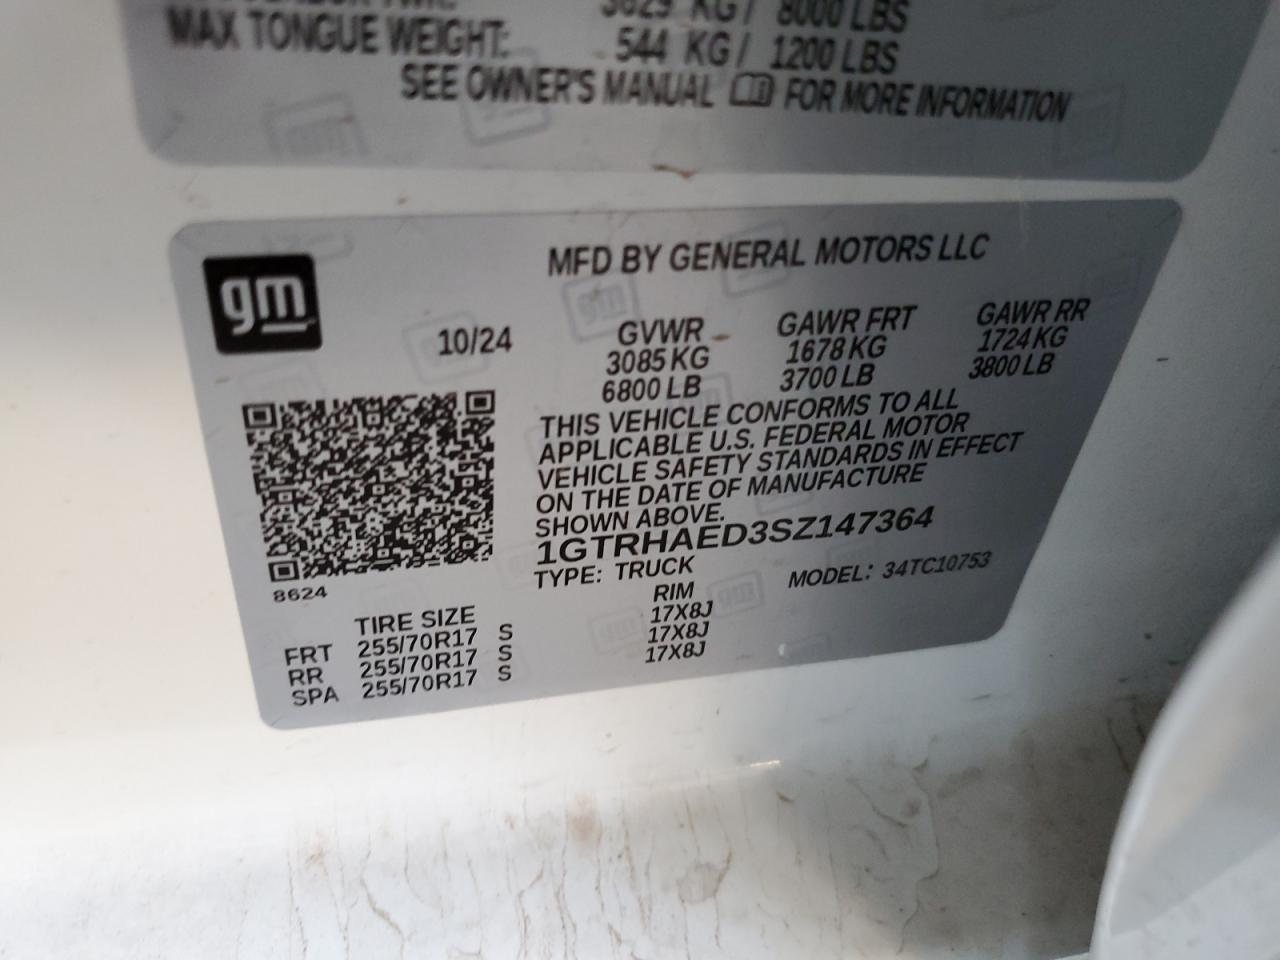 3629 KG / 8000 LBS
MAX TONGUE WEIGHT: 544 KG / 1200 LBS
SEE OWNER'S MANUAL FOR MORE INFORMATION
gm
MFD BY GENERAL MOTORS LLC
10/24 GVWR GAWR FRT GAWR RR
3085 KG 1678 KG 1724 KG
6800 LB 3700 LB 3800 LB
THIS VEHICLE CONFORMS TO ALL
APPLICABLE U.S. FEDERAL MOTOR
VEHICLE SAFETY STANDARDS IN EFFECT
ON THE DATE OF MANUFACTURE
SHOWN ABOVE.
1GTRHAED3SZ147364
TYPE: TRUCK MODEL: 34TC10753
8624
TIRE SIZE RIM
FRT 255/70R17 S 17X8J
RR 255/70R17 S 17X8J
SPA 255/70R17 S 17X8J